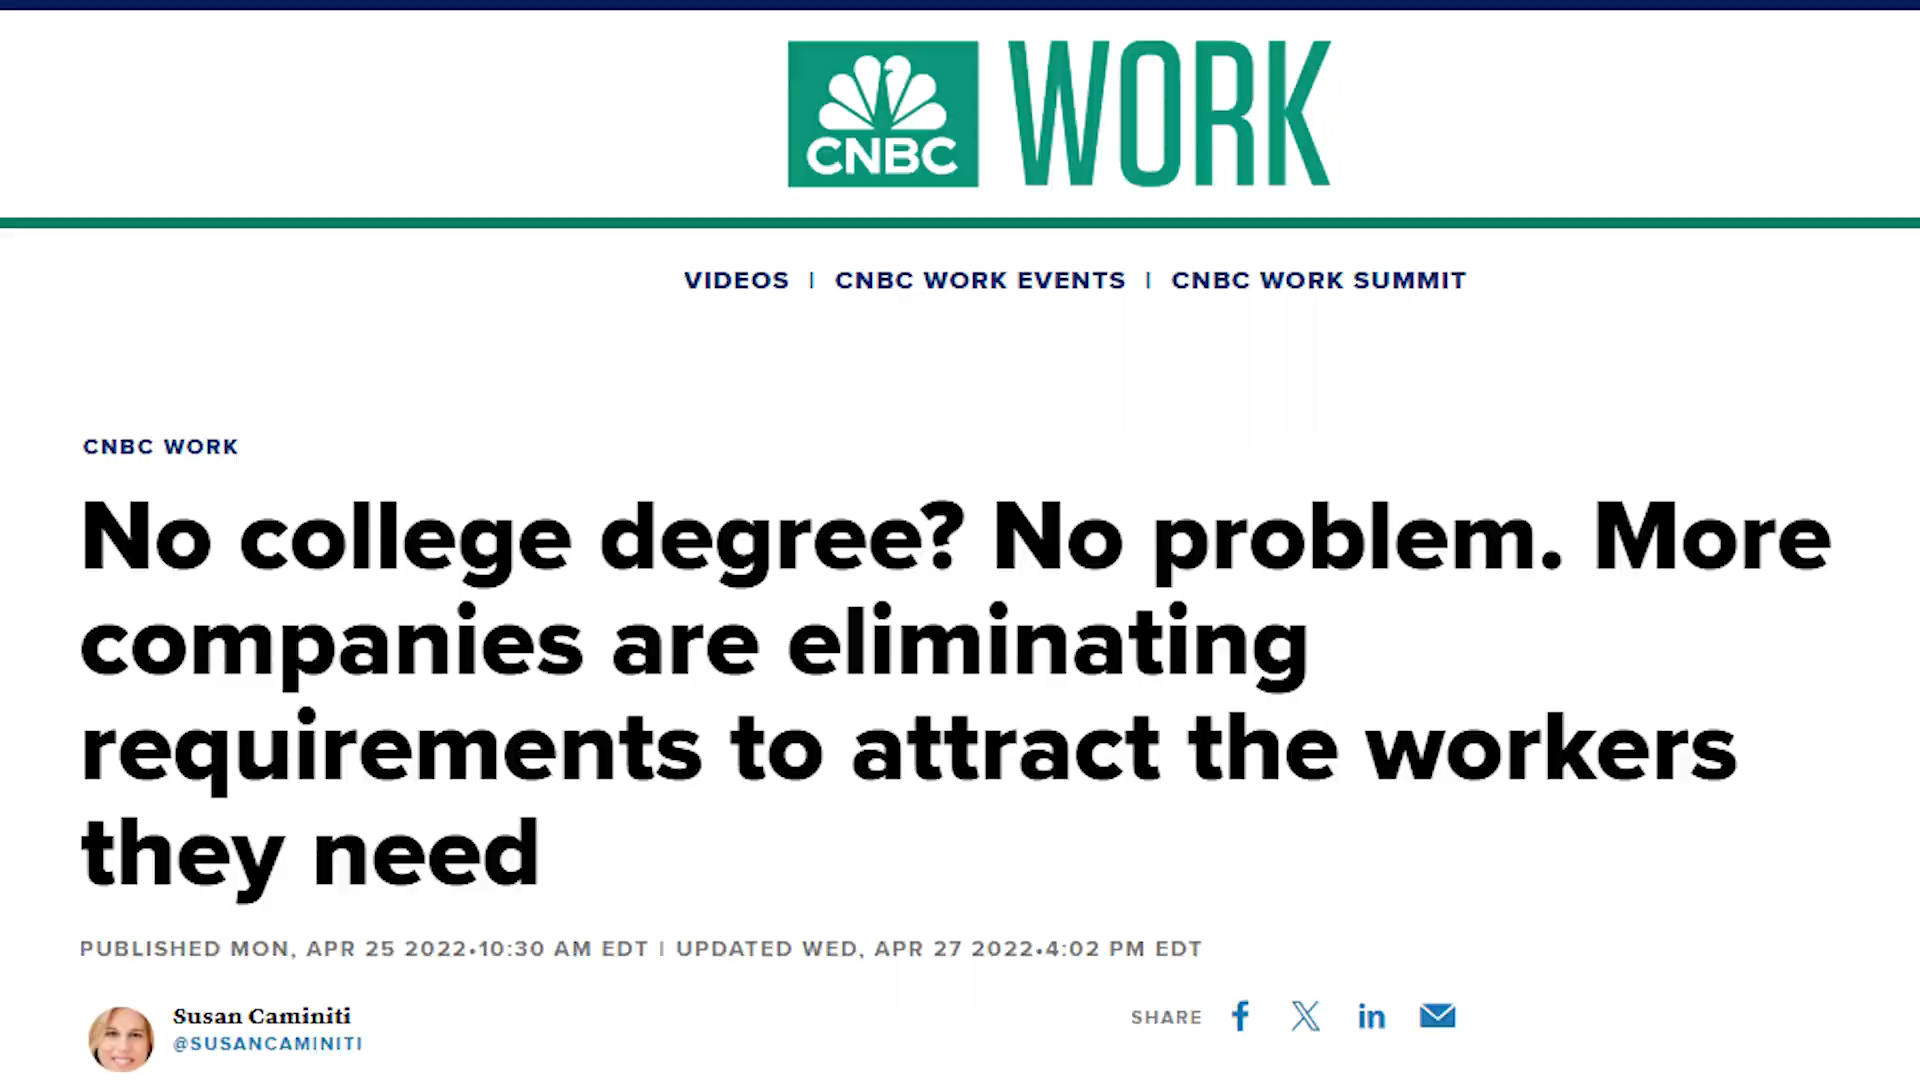 CNBC WORK
VIDEOS | CNBC WORK EVENTS | CNBC WORK SUMMIT
CNBC WORK
No college degree? No problem. More
companies are eliminating
requirements to attract the workers
they need
PUBLISHED MON, APR 25 2022•10:30 AM EDT | UPDATED WED, APR 27 2022•4:02 PM EDT
Susan Caminiti
@SUSANCAMINITI
SHARE f X in